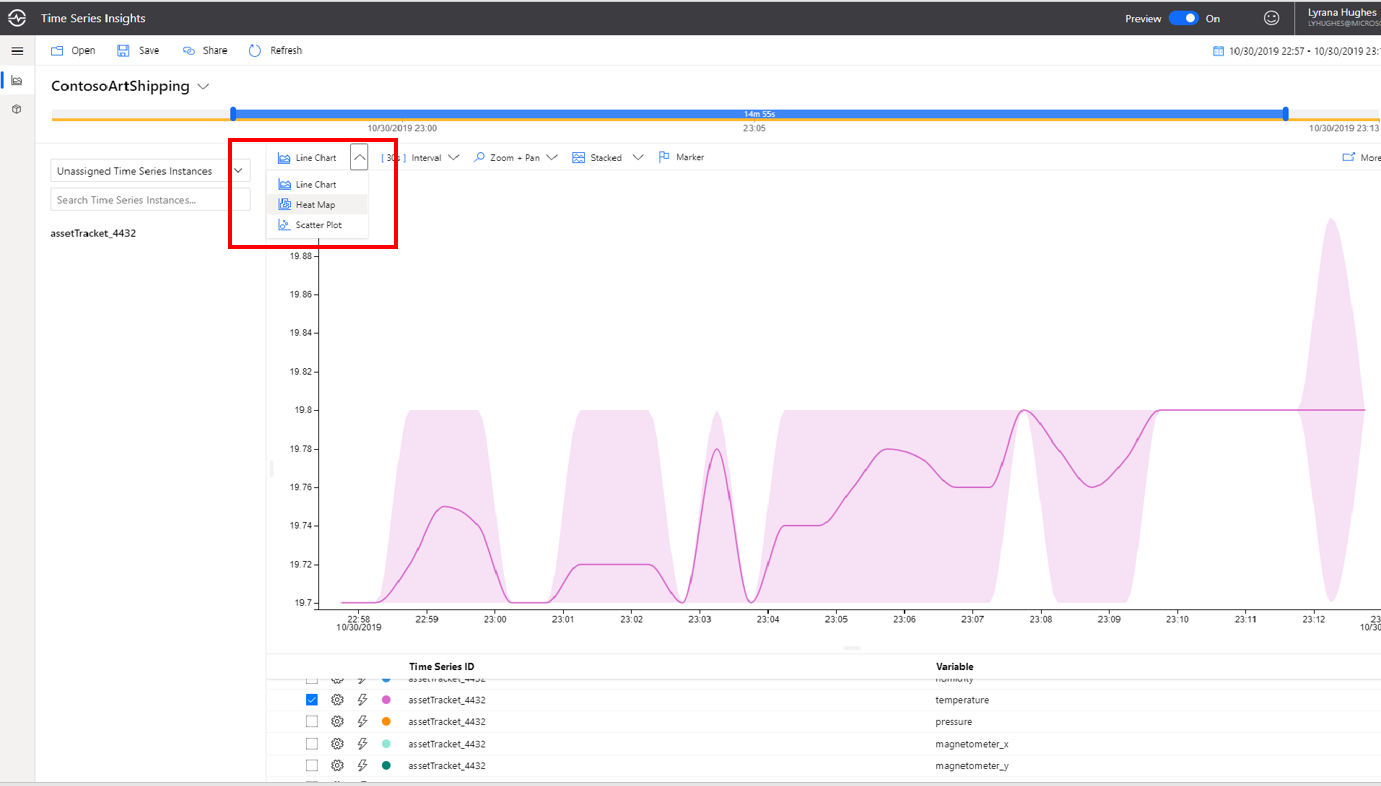 Time Series Insights
Preview On
Lyrana Hughes
LYHUGHES@MICROS
Open Save Share Refresh
10/30/2019 22:57 - 10/30/2019 23:
ContosoArtShipping
14m 55s
10/30/2019 23:00 23:05 10/30/2019 23:13
Unassigned Time Series Instances
Search Time Series Instances...
assetTracket_4432
Line Chart [ 30s ] Interval Zoom + Pan Stacked Marker More
Line Chart
Heat Map
Scatter Plot
19.88
19.86
19.84
19.82
19.8
19.78
19.76
19.74
19.72
19.7
22:58 22:59 23:00 23:01 23:02 23:03 23:04 23:05 23:06 23:07 23:08 23:09 23:10 23:11 23:12 23
10/30/2019 10/30
Time Series ID Variable
assetTracket_4432 humidity
assetTracket_4432 temperature
assetTracket_4432 pressure
assetTracket_4432 magnetometer_x
assetTracket_4432 magnetometer_y